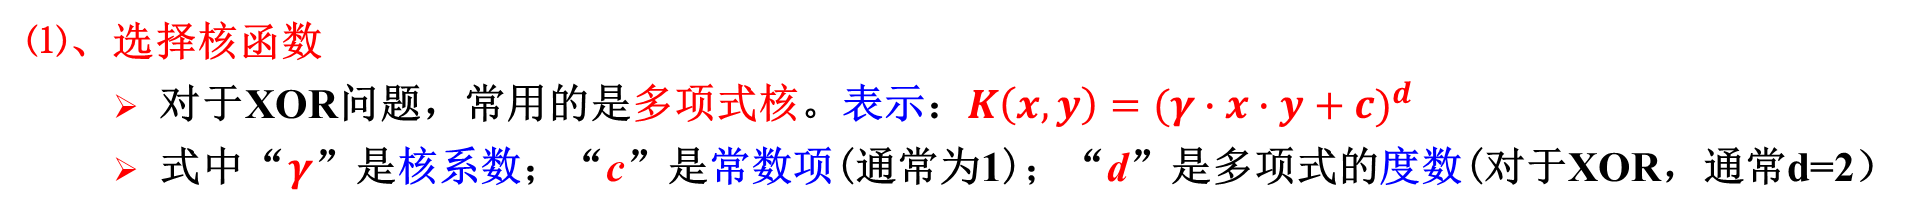 ⑴、选择核函数
➢ 对于XOR问题，常用的是多项式核。表示：K(x, y) = (γ · x · y + c)^d
➢ 式中“γ”是核系数；“c”是常数项(通常为1)；“d”是多项式的度数(对于XOR，通常d=2）